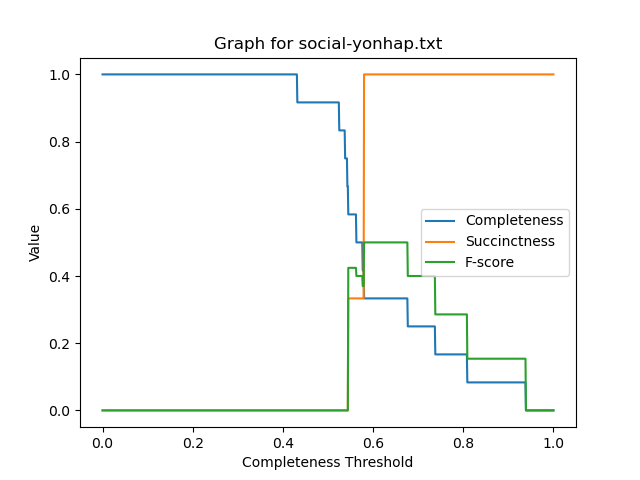 Graph for social-yonhap.txt
1.0
0.8
0.6
0.4
0.2
0.0
Value
Completeness
Succinctness
F-score
0.0 0.2 0.4 0.6 0.8 1.0
Completeness Threshold